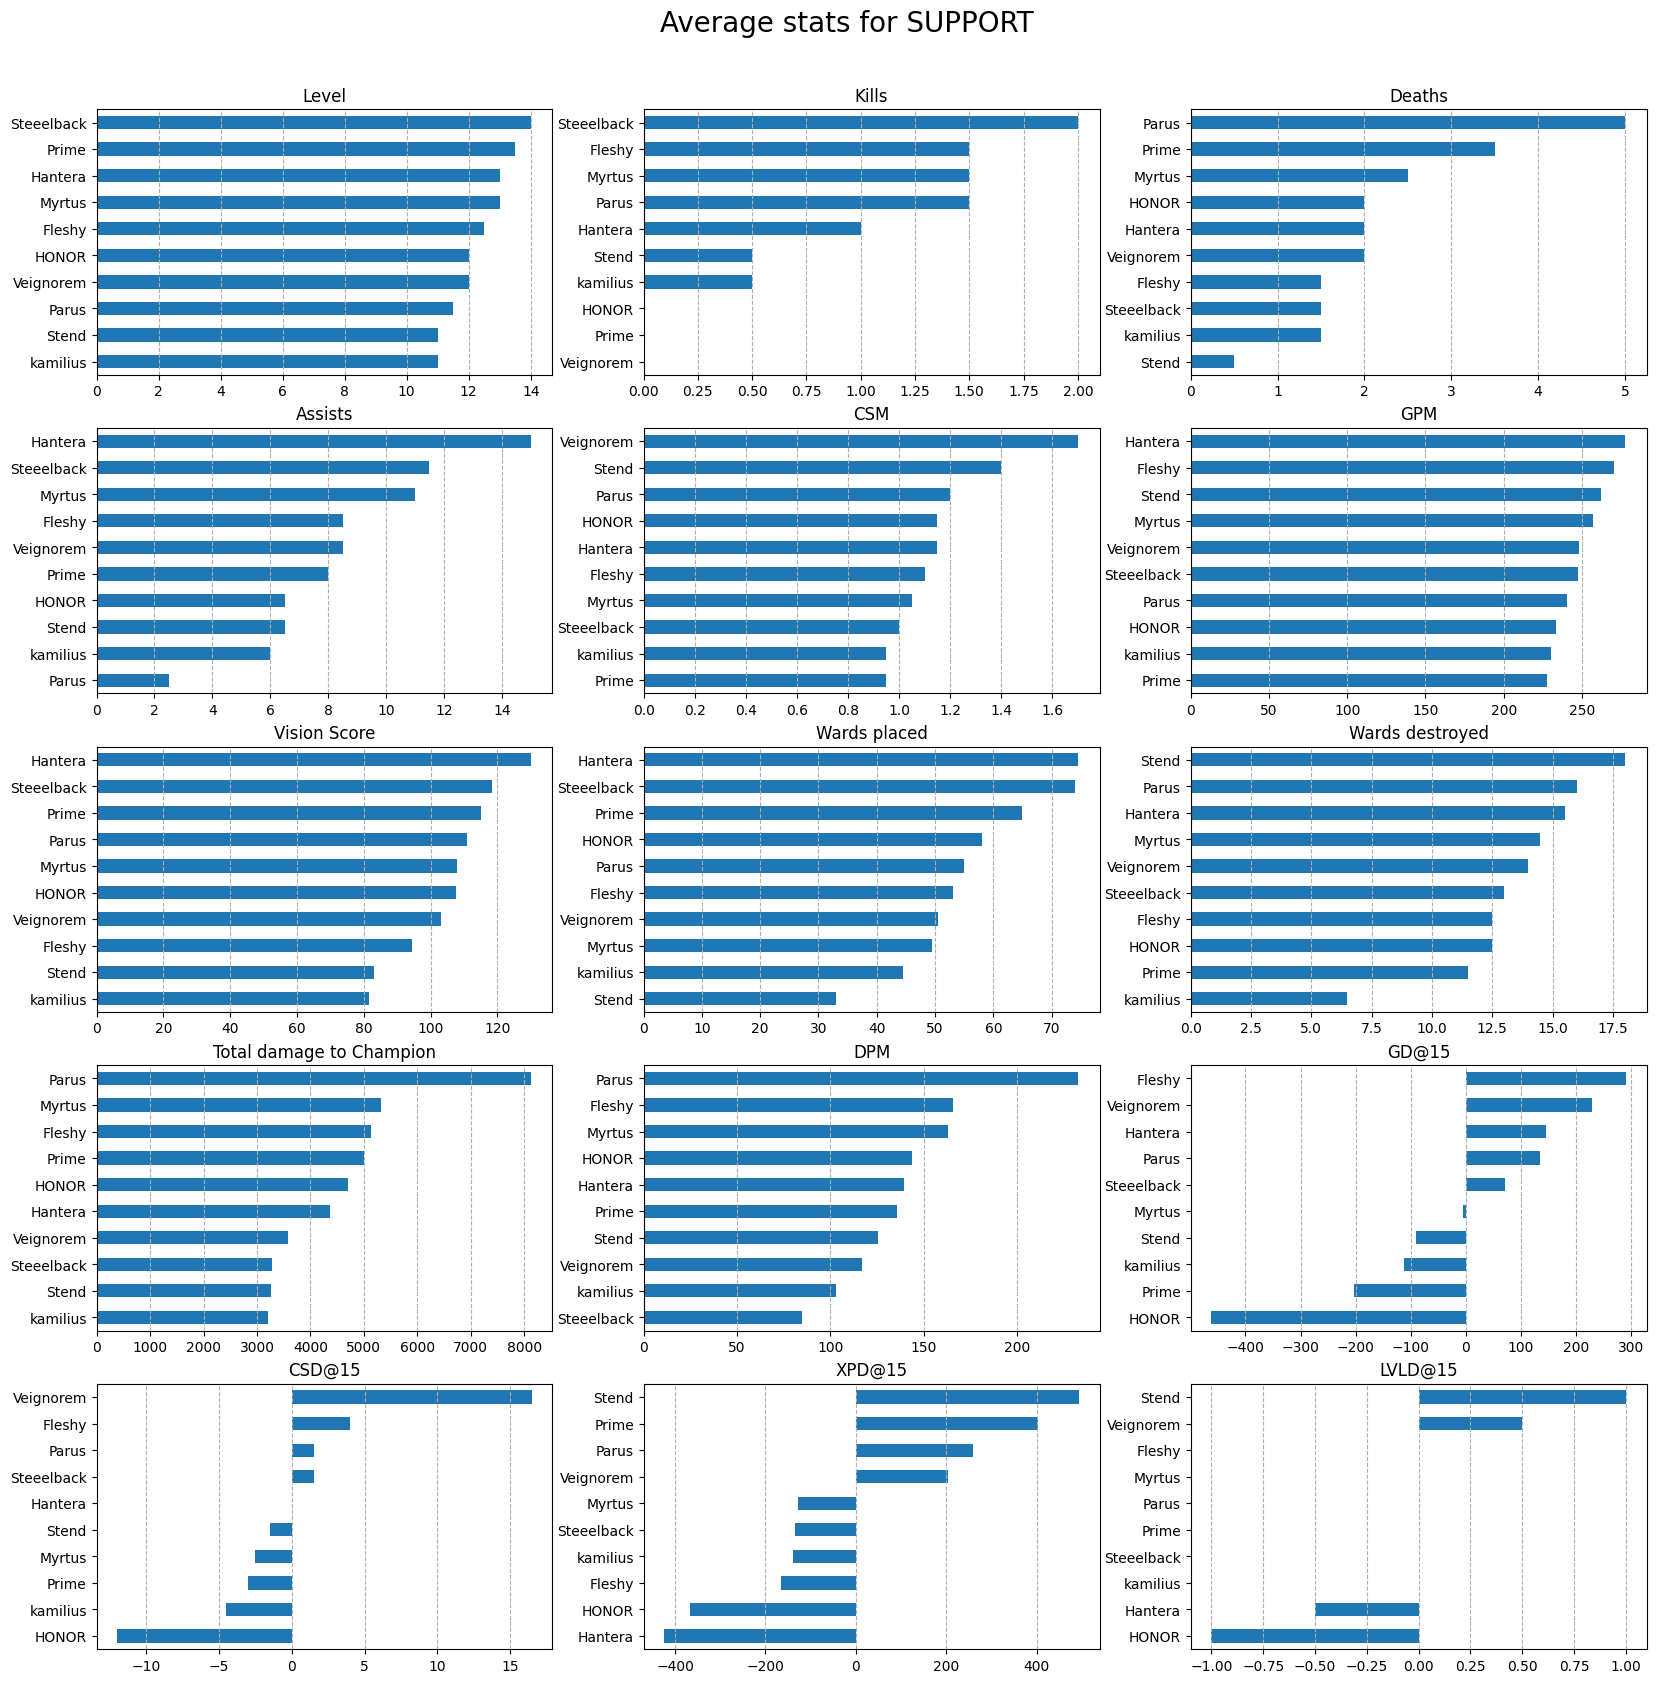 Average stats for SUPPORT
Level
Steeelback
Prime
Hantera
Myrtus
Fleshy
HONOR
Veignorem
Parus
Stend
kamilius
0 2 4 6 8 10 12 14
Kills
Steeelback
Fleshy
Myrtus
Parus
Hantera
Stend
kamilius
HONOR
Prime
Veignorem
0.00 0.25 0.50 0.75 1.00 1.25 1.50 1.75 2.00
Deaths
Parus
Prime
Myrtus
HONOR
Hantera
Veignorem
Fleshy
Steeelback
kamilius
Stend
0 1 2 3 4 5
Assists
Hantera
Steeelback
Myrtus
Fleshy
Veignorem
Prime
HONOR
Stend
kamilius
Parus
0 2 4 6 8 10 12 14
CSM
Veignorem
Stend
Parus
HONOR
Hantera
Fleshy
Myrtus
Steeelback
kamilius
Prime
0.0 0.2 0.4 0.6 0.8 1.0 1.2 1.4 1.6
GPM
Hantera
Fleshy
Stend
Myrtus
Veignorem
Steeelback
Parus
HONOR
kamilius
Prime
0 50 100 150 200 250
Vision Score
Hantera
Steeelback
Prime
Parus
Myrtus
HONOR
Veignorem
Fleshy
Stend
kamilius
0 20 40 60 80 100 120
Wards placed
Hantera
Steeelback
Prime
HONOR
Parus
Fleshy
Veignorem
Myrtus
kamilius
Stend
0 10 20 30 40 50 60 70
Wards destroyed
Stend
Parus
Hantera
Myrtus
Veignorem
Steeelback
Fleshy
HONOR
Prime
kamilius
0.0 2.5 5.0 7.5 10.0 12.5 15.0 17.5
Total damage to Champion
Parus
Myrtus
Fleshy
Prime
HONOR
Hantera
Veignorem
Steeelback
Stend
kamilius
0 1000 2000 3000 4000 5000 6000 7000 8000
DPM
Parus
Fleshy
Myrtus
HONOR
Hantera
Prime
Stend
Veignorem
kamilius
Steeelback
0 50 100 150 200
GD@15
Fleshy
Veignorem
Hantera
Parus
Steeelback
Myrtus
Stend
kamilius
Prime
HONOR
−400 −300 −200 −100 0 100 200 300
CSD@15
Veignorem
Fleshy
Parus
Steeelback
Hantera
Stend
Myrtus
Prime
kamilius
HONOR
−10 −5 0 5 10 15
XPD@15
Stend
Prime
Parus
Veignorem
Myrtus
Steeelback
kamilius
Fleshy
HONOR
Hantera
−400 −200 0 200 400
LVLD@15
Stend
Veignorem
Fleshy
Myrtus
Parus
Prime
Steeelback
kamilius
Hantera
HONOR
−1.00 −0.75 −0.50 −0.25 0.00 0.25 0.50 0.75 1.00